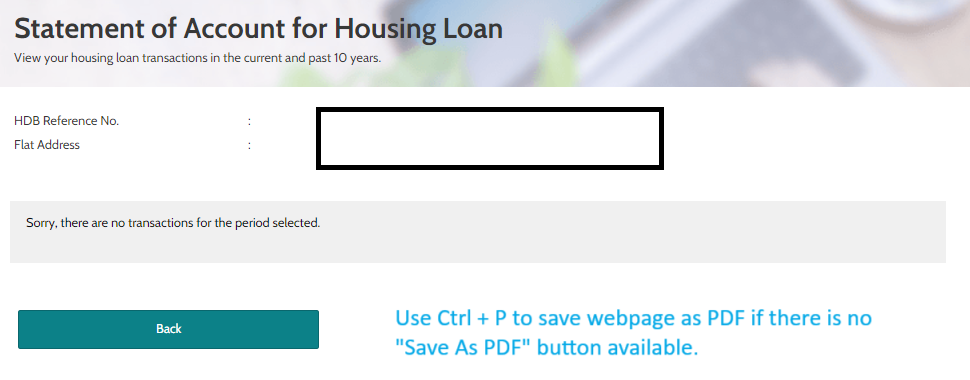 Statement of Account for Housing Loan
View your housing loan transactions in the current and past 10 years.
HDB Reference No. :
Flat Address :
Sorry, there are no transactions for the period selected.
Back
Use Ctrl + P to save webpage as PDF if there is no
"Save As PDF" button available.